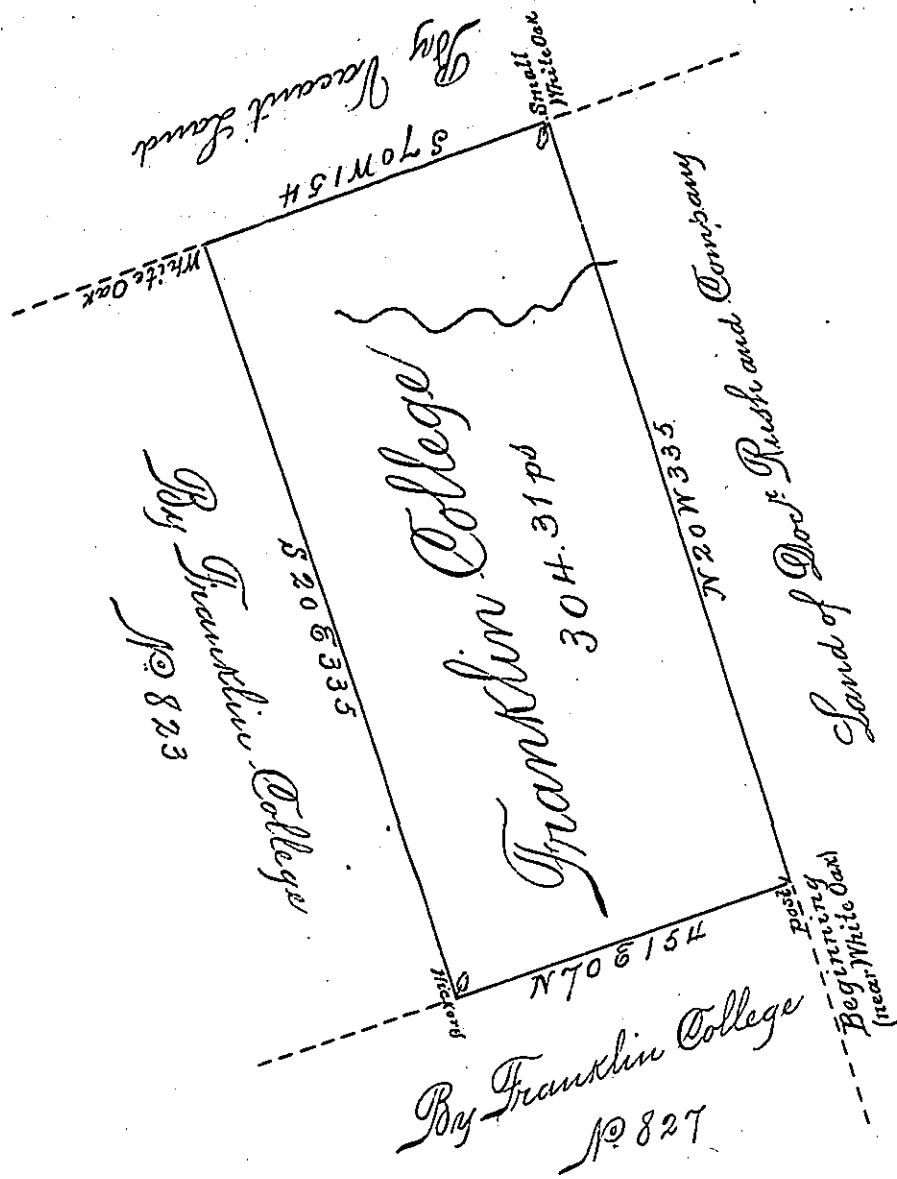 By Vacant Land
S 70 W 154
Small
White Oak
White Oak
By Franklin College
No 823
S 20 E 335
Franklin College
304.31 ps
N 20 W 335
Land of Docr. Rush and Company
Hickory
N 70 E 154
Post
Beginning
(near White Oak)
By Franklin College
No 827